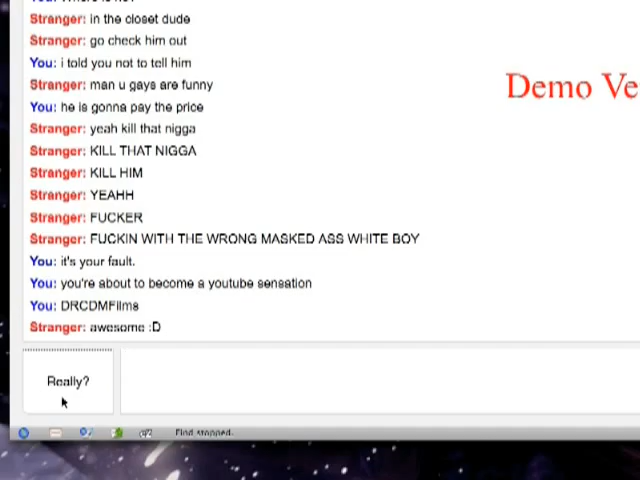 Stranger: in the closet dude
Stranger: go check him out
You: i told you not to tell him
Stranger: man u gays are funny
You: he is gonna pay the price
Stranger: yeah kill that nigga
Stranger: KILL THAT NIGGA
Stranger: KILL HIM
Stranger: YEAHH
Stranger: FUCKER
Stranger: FUCKIN WITH THE WRONG MASKED ASS WHITE BOY
You: it's your fault.
You: you're about to become a youtube sensation
You: DRCDMFilms
Stranger: awesome :D
Demo Ve
Really?
Find stopped.